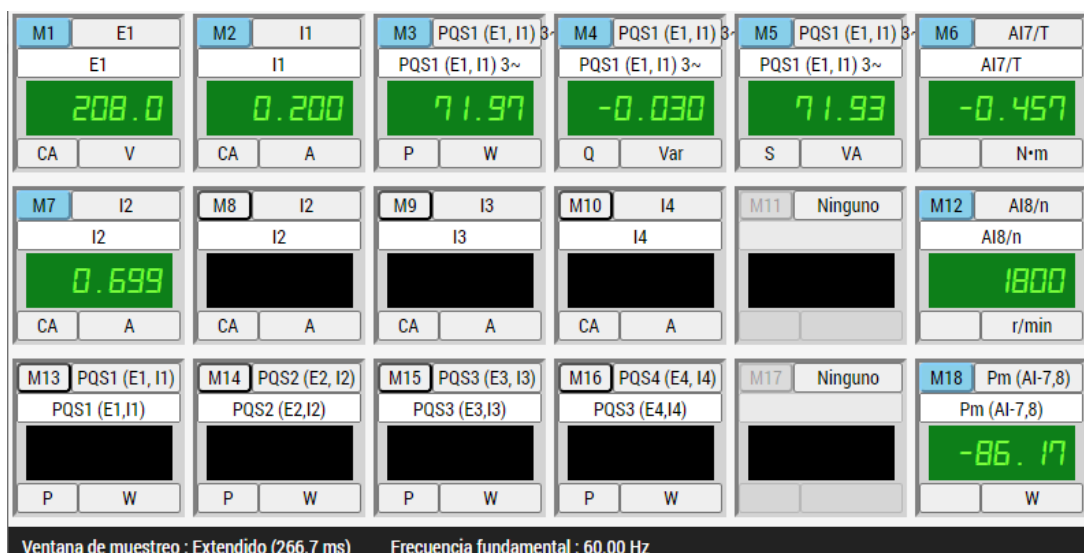 M1 E1 M2 I1 M3 PQS1 (E1, I1) 3~ M4 PQS1 (E1, I1) 3~ M5 PQS1 (E1, I1) 3~ M6 AI7/T
E1 I1 PQS1 (E1, I1) 3~ PQS1 (E1, I1) 3~ PQS1 (E1, I1) 3~ AI7/T
208.0 0.200 71.97 -0.030 71.93 -0.457
CA V CA A P W Q Var S VA N•m
M7 I2 M8 I2 M9 I3 M10 I4 M11 Ninguno M12 AI8/n
I2 I2 I3 I4 AI8/n
0.699 1800
CA A CA A CA A CA A r/min
M13 PQS1 (E1, I1) M14 PQS2 (E2, I2) M15 PQS3 (E3, I3) M16 PQS4 (E4, I4) M17 Ninguno M18 Pm (AI-7,8)
PQS1 (E1,I1) PQS2 (E2,I2) PQS3 (E3,I3) PQS3 (E4,I4) Pm (AI-7,8)
-86.17
P W P W P W P W W
Ventana de muestreo : Extendido (266.7 ms) Frecuencia fundamental : 60.00 Hz